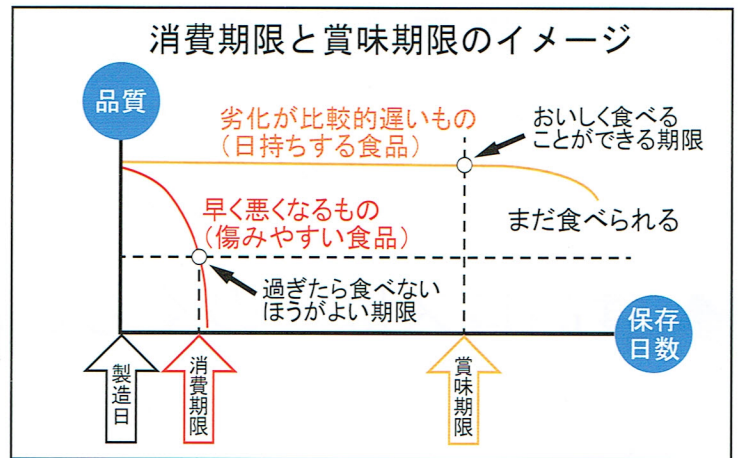 消費期限と賞味期限のイメージ
品質
劣化が比較的遅いもの
(日持ちする食品)
おいしく食べる
ことができる期限
早く悪くなるもの
(傷みやすい食品)
まだ食べられる
過ぎたら食べない
ほうがよい期限
保存
日数
製造日
消費期限
賞味期限